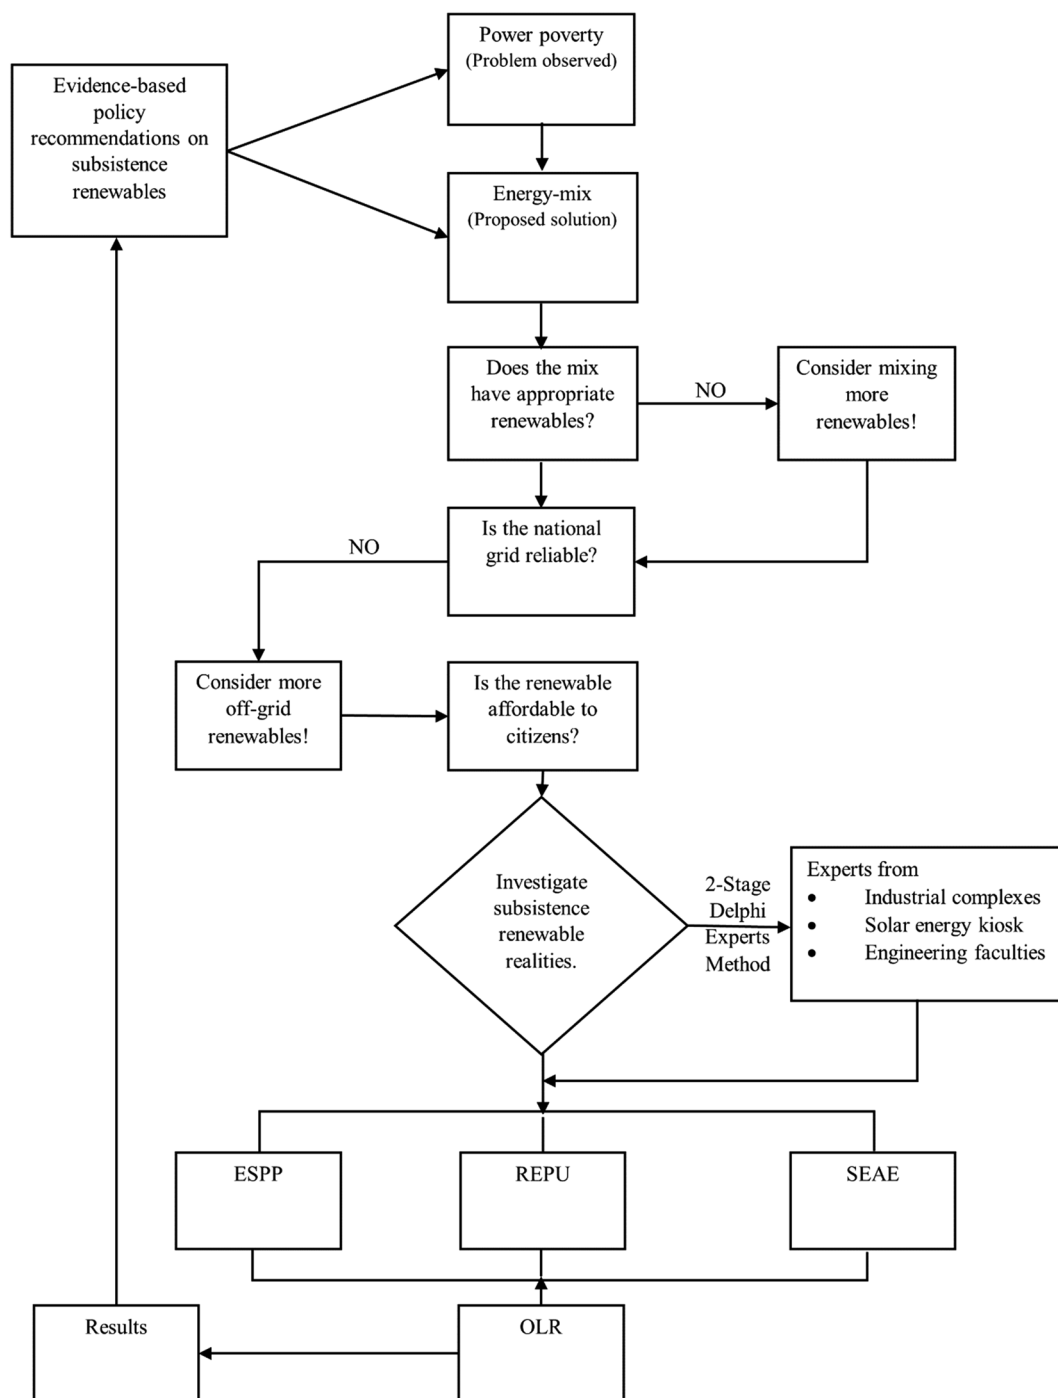 Power poverty
(Problem observed)
Evidence-based
policy
recommendations on
subsistence
renewables
Energy-mix
(Proposed solution)
Does the mix
have appropriate
renewables?
NO
Consider mixing
more
renewables!
Is the national
grid reliable?
NO
Consider more
off-grid
renewables!
Is the renewable
affordable to
citizens?
Investigate
subsistence
renewable
realities.
2-Stage
Delphi
Experts
Method
Experts from
• Industrial complexes
• Solar energy kiosk
• Engineering faculties
ESPP
REPU
SEAE
Results
OLR